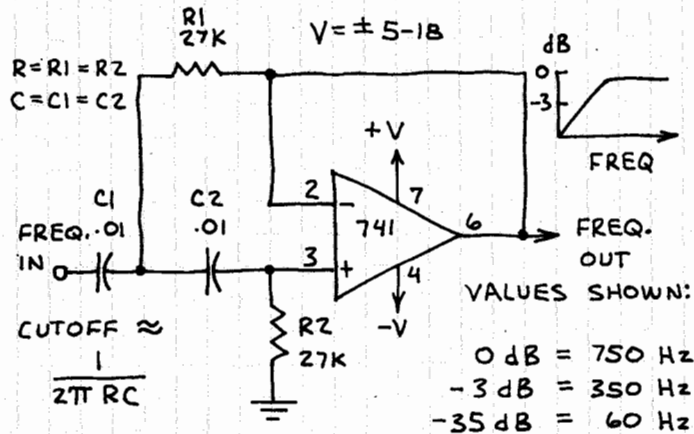 R1
27K
V = ± 5-18
R=R1=R2
C=C1=C2
dB
0
-3
FREQ
+V
C1
.01
C2
.01
2
-
7
741
6
3
+
4
-V
FREQ.
IN
FREQ.
OUT
R2
27K
CUTOFF ≈
1
2π RC
VALUES SHOWN:
0 dB = 750 Hz
-3 dB = 350 Hz
-35 dB = 60 Hz